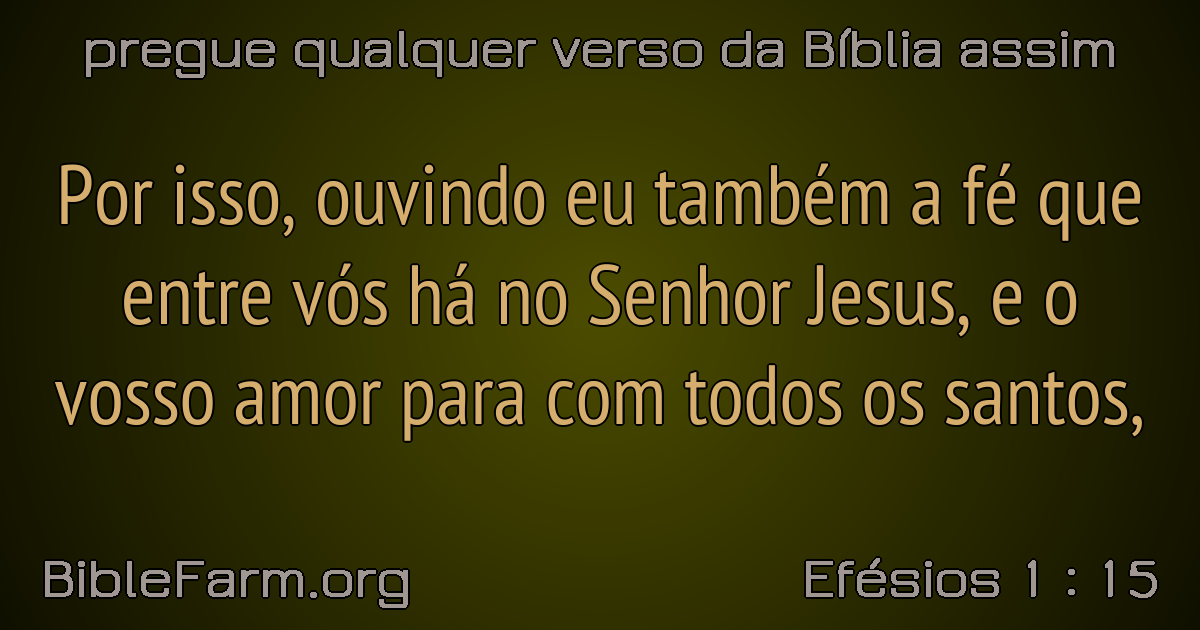 pregue qualquer verso da Bíblia assim
Por isso, ouvindo eu também a fé que
entre vós há no Senhor Jesus, e o
vosso amor para com todos os santos,
BibleFarm.org
Efésios 1 : 15